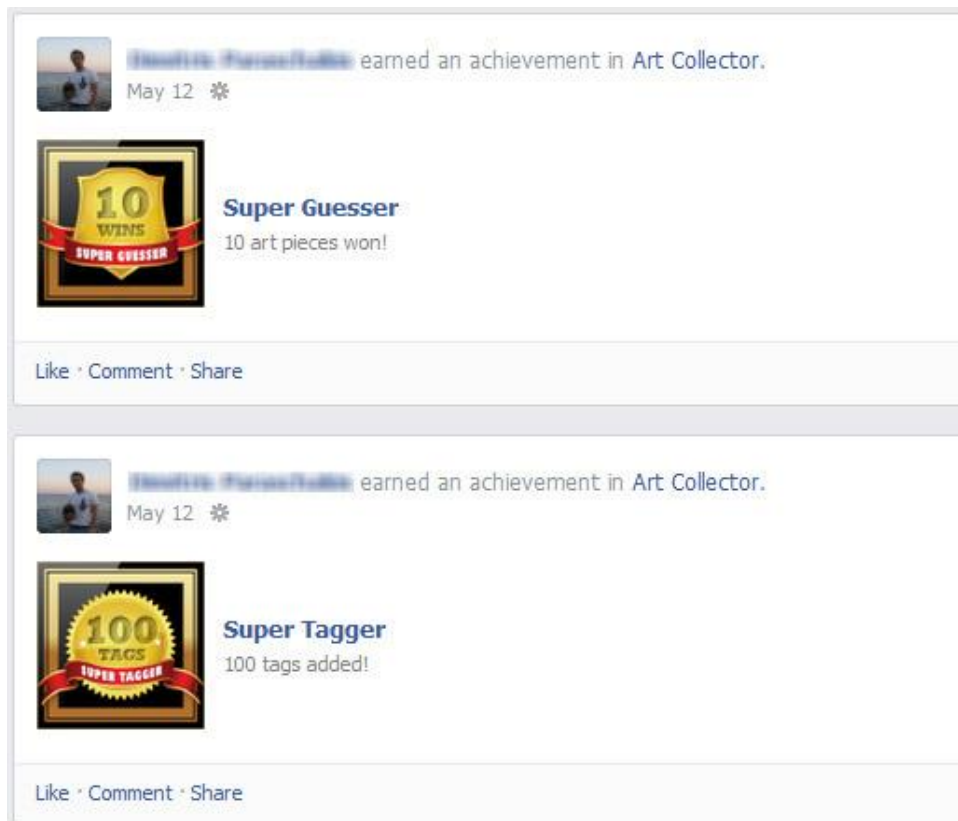 earned an achievement in Art Collector.
May 12
10
WINS
SUPER GUESSER
Super Guesser
10 art pieces won!
Like · Comment · Share
earned an achievement in Art Collector.
May 12
100
TAGS
SUPER TAGGER
Super Tagger
100 tags added!
Like · Comment · Share